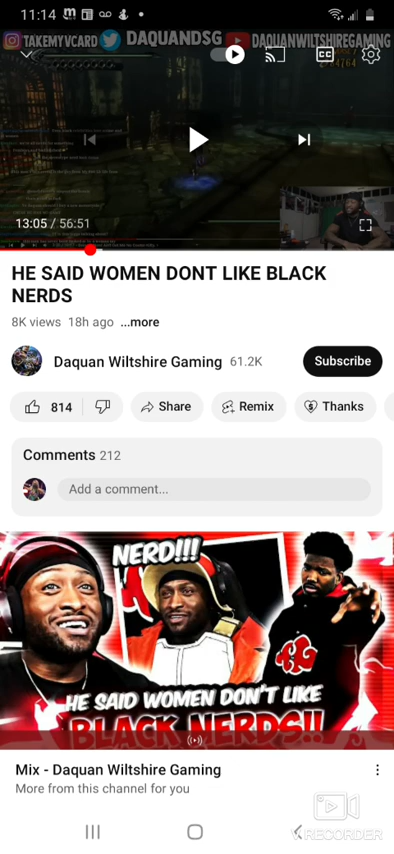 11:14
TAKEMYVCARD DAQUANDSG DAQUANWILTSHIREGAMING
CC
13:05 / 56:51
HE SAID WOMEN DONT LIKE BLACK
NERDS
8K views 18h ago ...more
Daquan Wiltshire Gaming 61.2K Subscribe
814 Share Remix Thanks
Comments 212
Add a comment...
NERD!!!
HE SAID WOMEN DON'T LIKE
BLACK NERDS!!
Mix - Daquan Wiltshire Gaming
More from this channel for you
V RECORDER